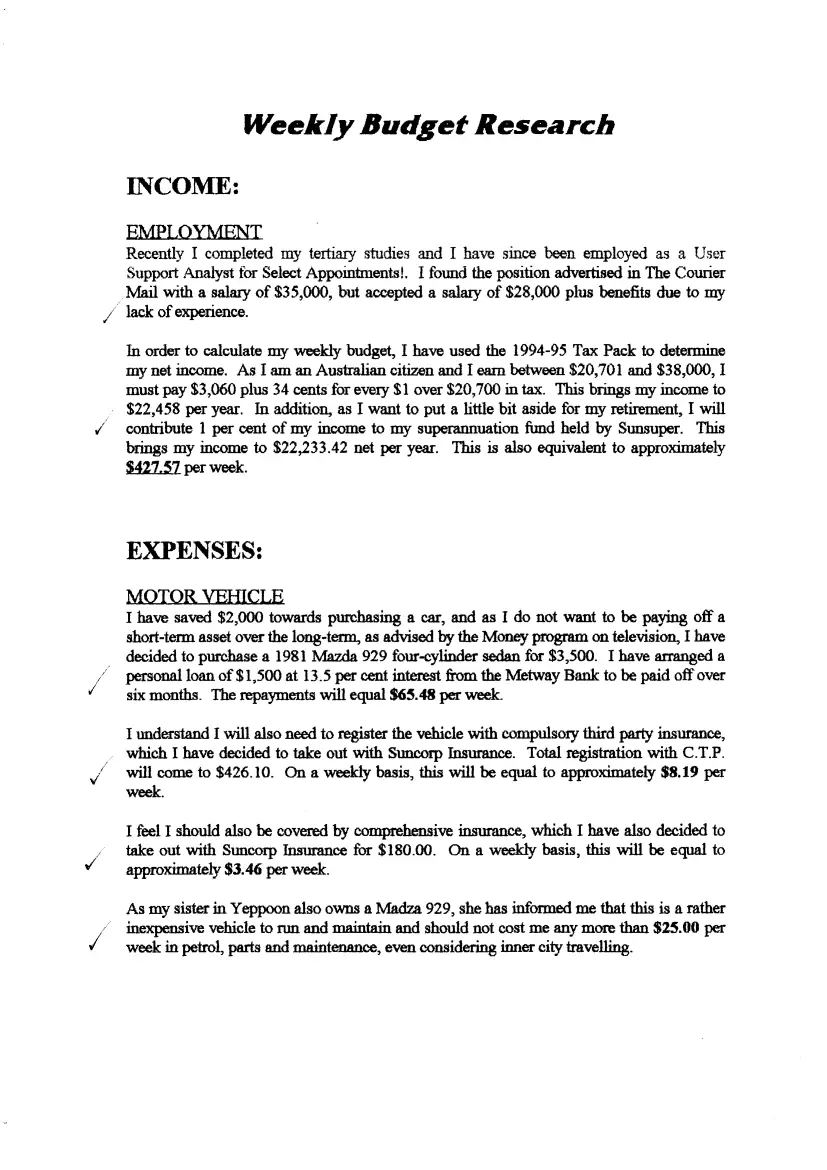 Weekly Budget Research
INCOME:
EMPLOYMENT
Recently I completed my tertiary studies and I have since been employed as a User
Support Analyst for Select Appointments!. I found the position advertised in The Courier
Mail with a salary of $35,000, but accepted a salary of $28,000 plus benefits due to my
lack of experience.
In order to calculate my weekly budget, I have used the 1994-95 Tax Pack to determine
my net income. As I am an Australian citizen and I earn between $20,701 and $38,000, I
must pay $3,060 plus 34 cents for every $1 over $20,700 in tax. This brings my income to
$22,458 per year. In addition, as I want to put a little bit aside for my retirement, I will
contribute 1 per cent of my income to my superannuation fund held by Sunsuper. This
brings my income to $22,233.42 net per year. This is also equivalent to approximately
$427.57 per week.
EXPENSES:
MOTOR VEHICLE
I have saved $2,000 towards purchasing a car, and as I do not want to be paying off a
short-term asset over the long-term, as advised by the Money program on television, I have
decided to purchase a 1981 Mazda 929 four-cylinder sedan for $3,500. I have arranged a
personal loan of $1,500 at 13.5 per cent interest from the Metway Bank to be paid off over
six months. The repayments will equal $65.48 per week.
I understand I will also need to register the vehicle with compulsory third party insurance,
which I have decided to take out with Suncorp Insurance. Total registration with C.T.P.
will come to $426.10. On a weekly basis, this will be equal to approximately $8.19 per
week.
I feel I should also be covered by comprehensive insurance, which I have also decided to
take out with Suncorp Insurance for $180.00. On a weekly basis, this will be equal to
approximately $3.46 per week.
As my sister in Yeppoon also owns a Madza 929, she has informed me that this is a rather
inexpensive vehicle to run and maintain and should not cost me any more than $25.00 per
week in petrol, parts and maintenance, even considering inner city travelling.